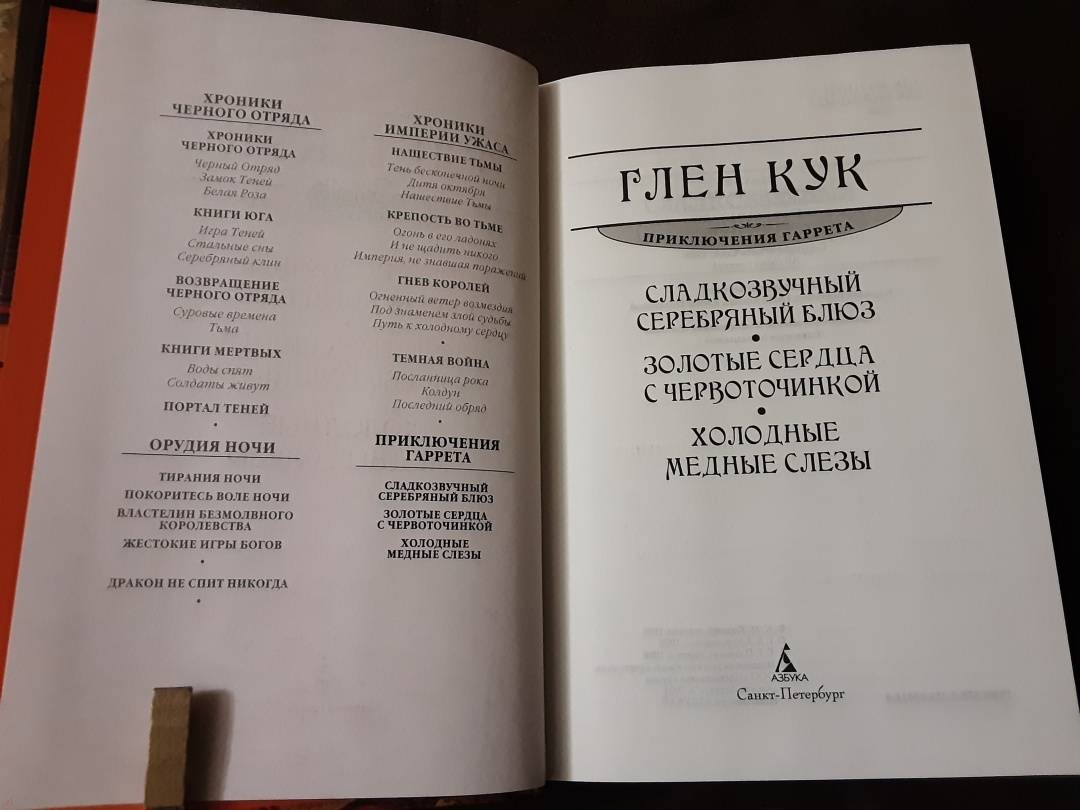 ХРОНИКИ
ЧЕРНОГО ОТРЯДА
ХРОНИКИ
ЧЕРНОГО ОТРЯДА
Черный Отряд
Замок Теней
Белая Роза
КНИГИ ЮГА
Игра Теней
Стальные сны
Серебряный клин
ВОЗВРАЩЕНИЕ
ЧЕРНОГО ОТРЯДА
Суровые времена
Тьма
КНИГИ МЕРТВЫХ
Воды спят
Солдаты живут
ПОРТАЛ ТЕНЕЙ
ОРУДИЯ НОЧИ
ТИРАНИЯ НОЧИ
ПОКОРИТЕСЬ ВОЛЕ НОЧИ
ВЛАСТЕЛИН БЕЗМОЛВНОГО
КОРОЛЕВСТВА
ЖЕСТОКИЕ ИГРЫ БОГОВ
ДРАКОН НЕ СПИТ НИКОГДА
ХРОНИКИ
ИМПЕРИИ УЖАСА
НАШЕСТВИЕ ТЬМЫ
Тень бесконечной ночи
Дитя октября
Нашествие Тьмы
КРЕПОСТЬ ВО ТЬМЕ
Огонь в его ладонях
И не щадить никого
Империя, не знавшая поражений
ГНЕВ КОРОЛЕЙ
Огненный ветер возмездия
Под знаменем злой судьбы
Путь к холодному сердцу
ТЕМНАЯ ВОЙНА
Посланница рока
Колдун
Последний обряд
ПРИКЛЮЧЕНИЯ
ГАРРЕТА
СЛАДКОЗВУЧНЫЙ
СЕРЕБРЯНЫЙ БЛЮЗ
ЗОЛОТЫЕ СЕРДЦА
С ЧЕРВОТОЧИНКОЙ
ХОЛОДНЫЕ
МЕДНЫЕ СЛЕЗЫ
ГЛЕН КУК
ПРИКЛЮЧЕНИЯ ГАРРЕТА
СЛАДКОЗВУЧНЫЙ
СЕРЕБРЯНЫЙ БЛЮЗ
ЗОЛОТЫЕ СЕРДЦА
С ЧЕРВОТОЧИНКОЙ
ХОЛОДНЫЕ
МЕДНЫЕ СЛЕЗЫ
АЗБУКА
Санкт-Петербург